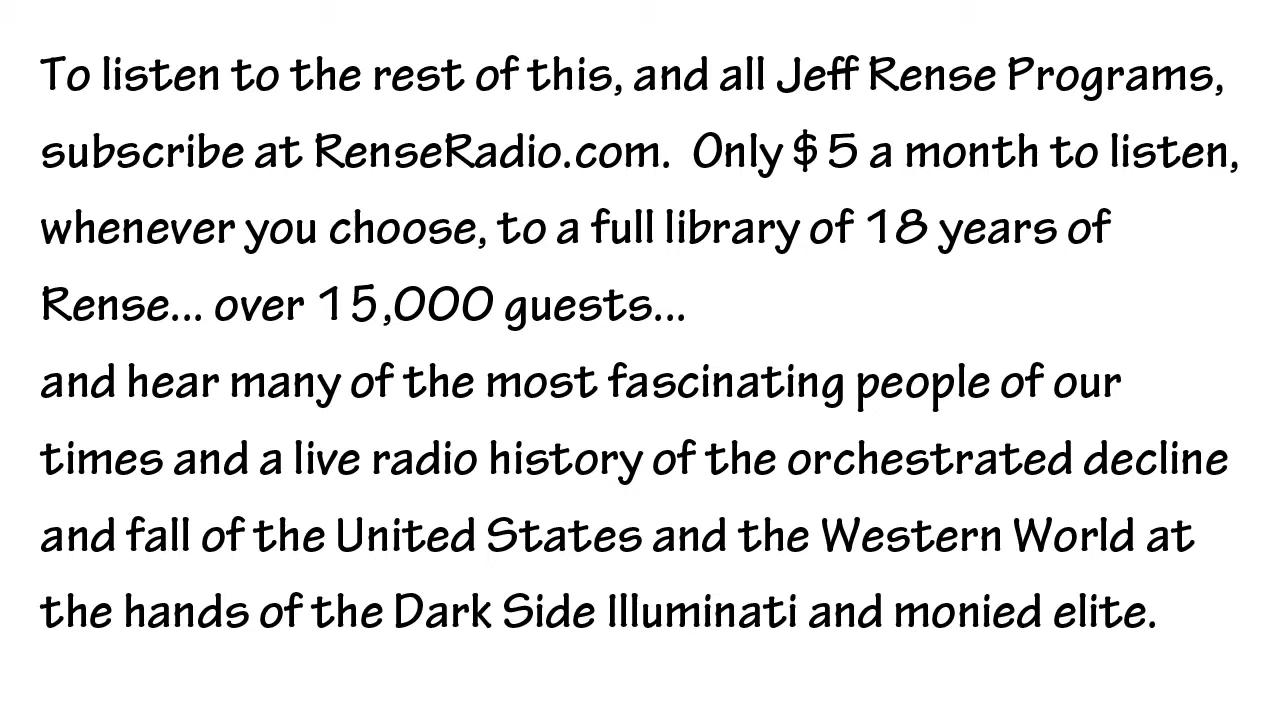 To listen to the rest of this, and all Jeff Rense Programs,
subscribe at RenseRadio.com.  Only $5 a month to listen,
whenever you choose, to a full library of 18 years of
Rense... over 15,000 guests...
and hear many of the most fascinating people of our
times and a live radio history of the orchestrated decline
and fall of the United States and the Western World at
the hands of the Dark Side Illuminati and monied elite.